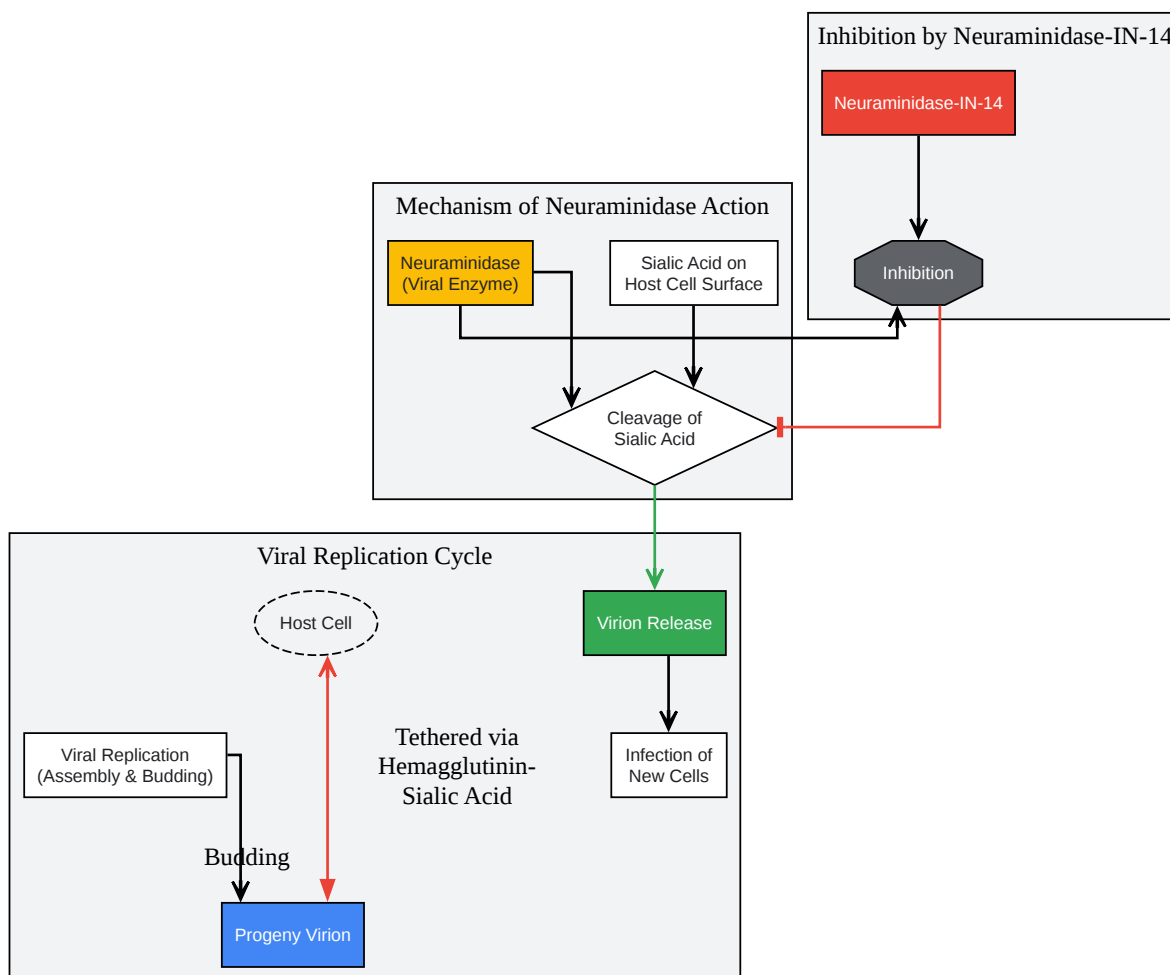 Inhibition by Neuraminidase-IN-14
Neuraminidase-IN-14
Inhibition
Mechanism of Neuraminidase Action
Neuraminidase
(Viral Enzyme)
Sialic Acid on
Host Cell Surface
Cleavage of
Sialic Acid
Viral Replication Cycle
Host Cell
Virion Release
Tethered via
Hemagglutinin-
Sialic Acid
Viral Replication
(Assembly & Budding)
Infection of
New Cells
Budding
Progeny Virion